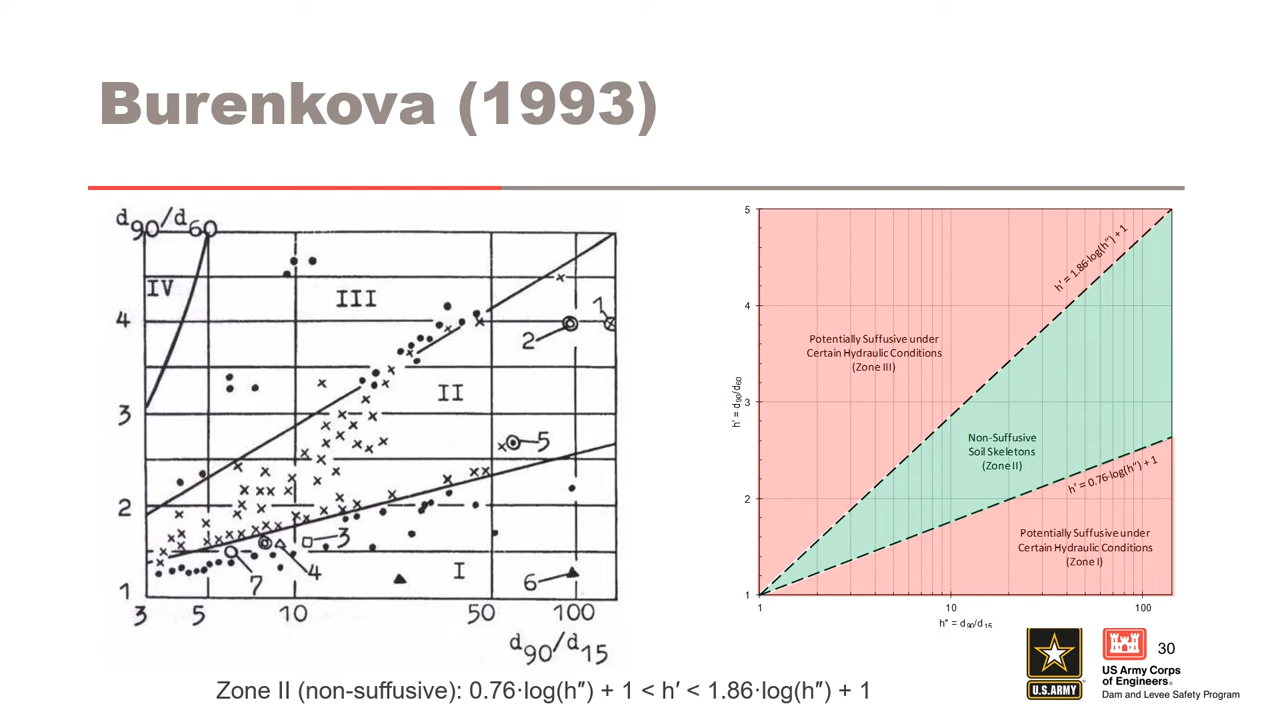 Burenkova (1993)
d90/d60
IV
III
4
1
2
II
3
5
2
3
7
4
I
6
1
3
5
10
50
100
d90/d15
5
h′ = 1.86·log(h″) + 1
4
Potentially Suffusive under
Certain Hydraulic Conditions
(Zone III)
h′ = d90/d60
3
Non-Suffusive
Soil Skeletons
(Zone II)
h′ = 0.76·log(h″) + 1
2
Potentially Suffusive under
Certain Hydraulic Conditions
(Zone I)
1
1
10
100
h″ = d90/d15
Zone II (non-suffusive): 0.76·log(h″) + 1 < h′ < 1.86·log(h″) + 1
U.S.ARMY
30
US Army Corps
of Engineers®
Dam and Levee Safety Program